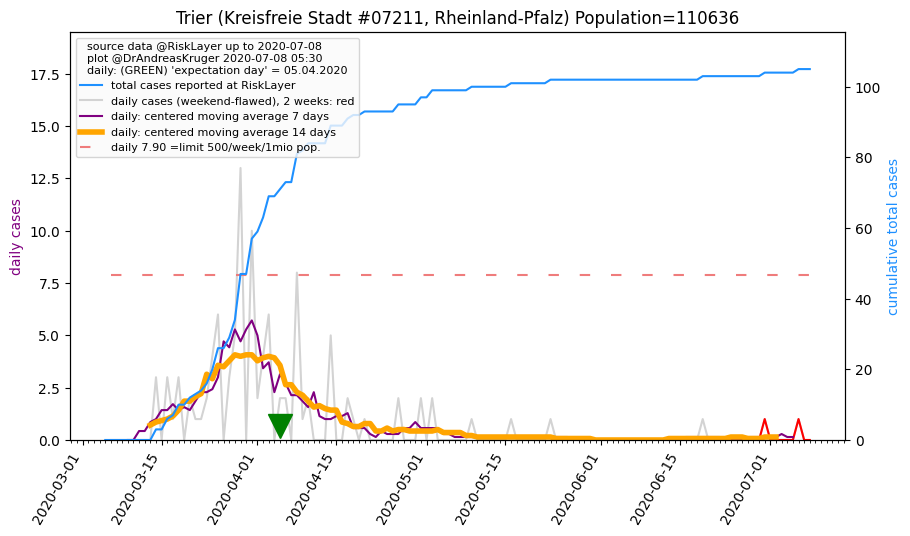 Trier (Kreisfreie Stadt #07211, Rheinland-Pfalz) Population=110636
source data @RiskLayer up to 2020-07-08
plot @DrAndreasKruger 2020-07-08 05:30
daily: (GREEN) 'expectation day' = 05.04.2020
total cases reported at RiskLayer
daily cases (weekend-flawed), 2 weeks: red
daily: centered moving average 7 days
daily: centered moving average 14 days
daily 7.90 =limit 500/week/1mio pop.
daily cases
17.5
15.0
12.5
10.0
7.5
5.0
2.5
0.0
100
80
60
40
20
0
cumulative total cases
2020-03-01
2020-03-15
2020-04-01
2020-04-15
2020-05-01
2020-05-15
2020-06-01
2020-06-15
2020-07-01